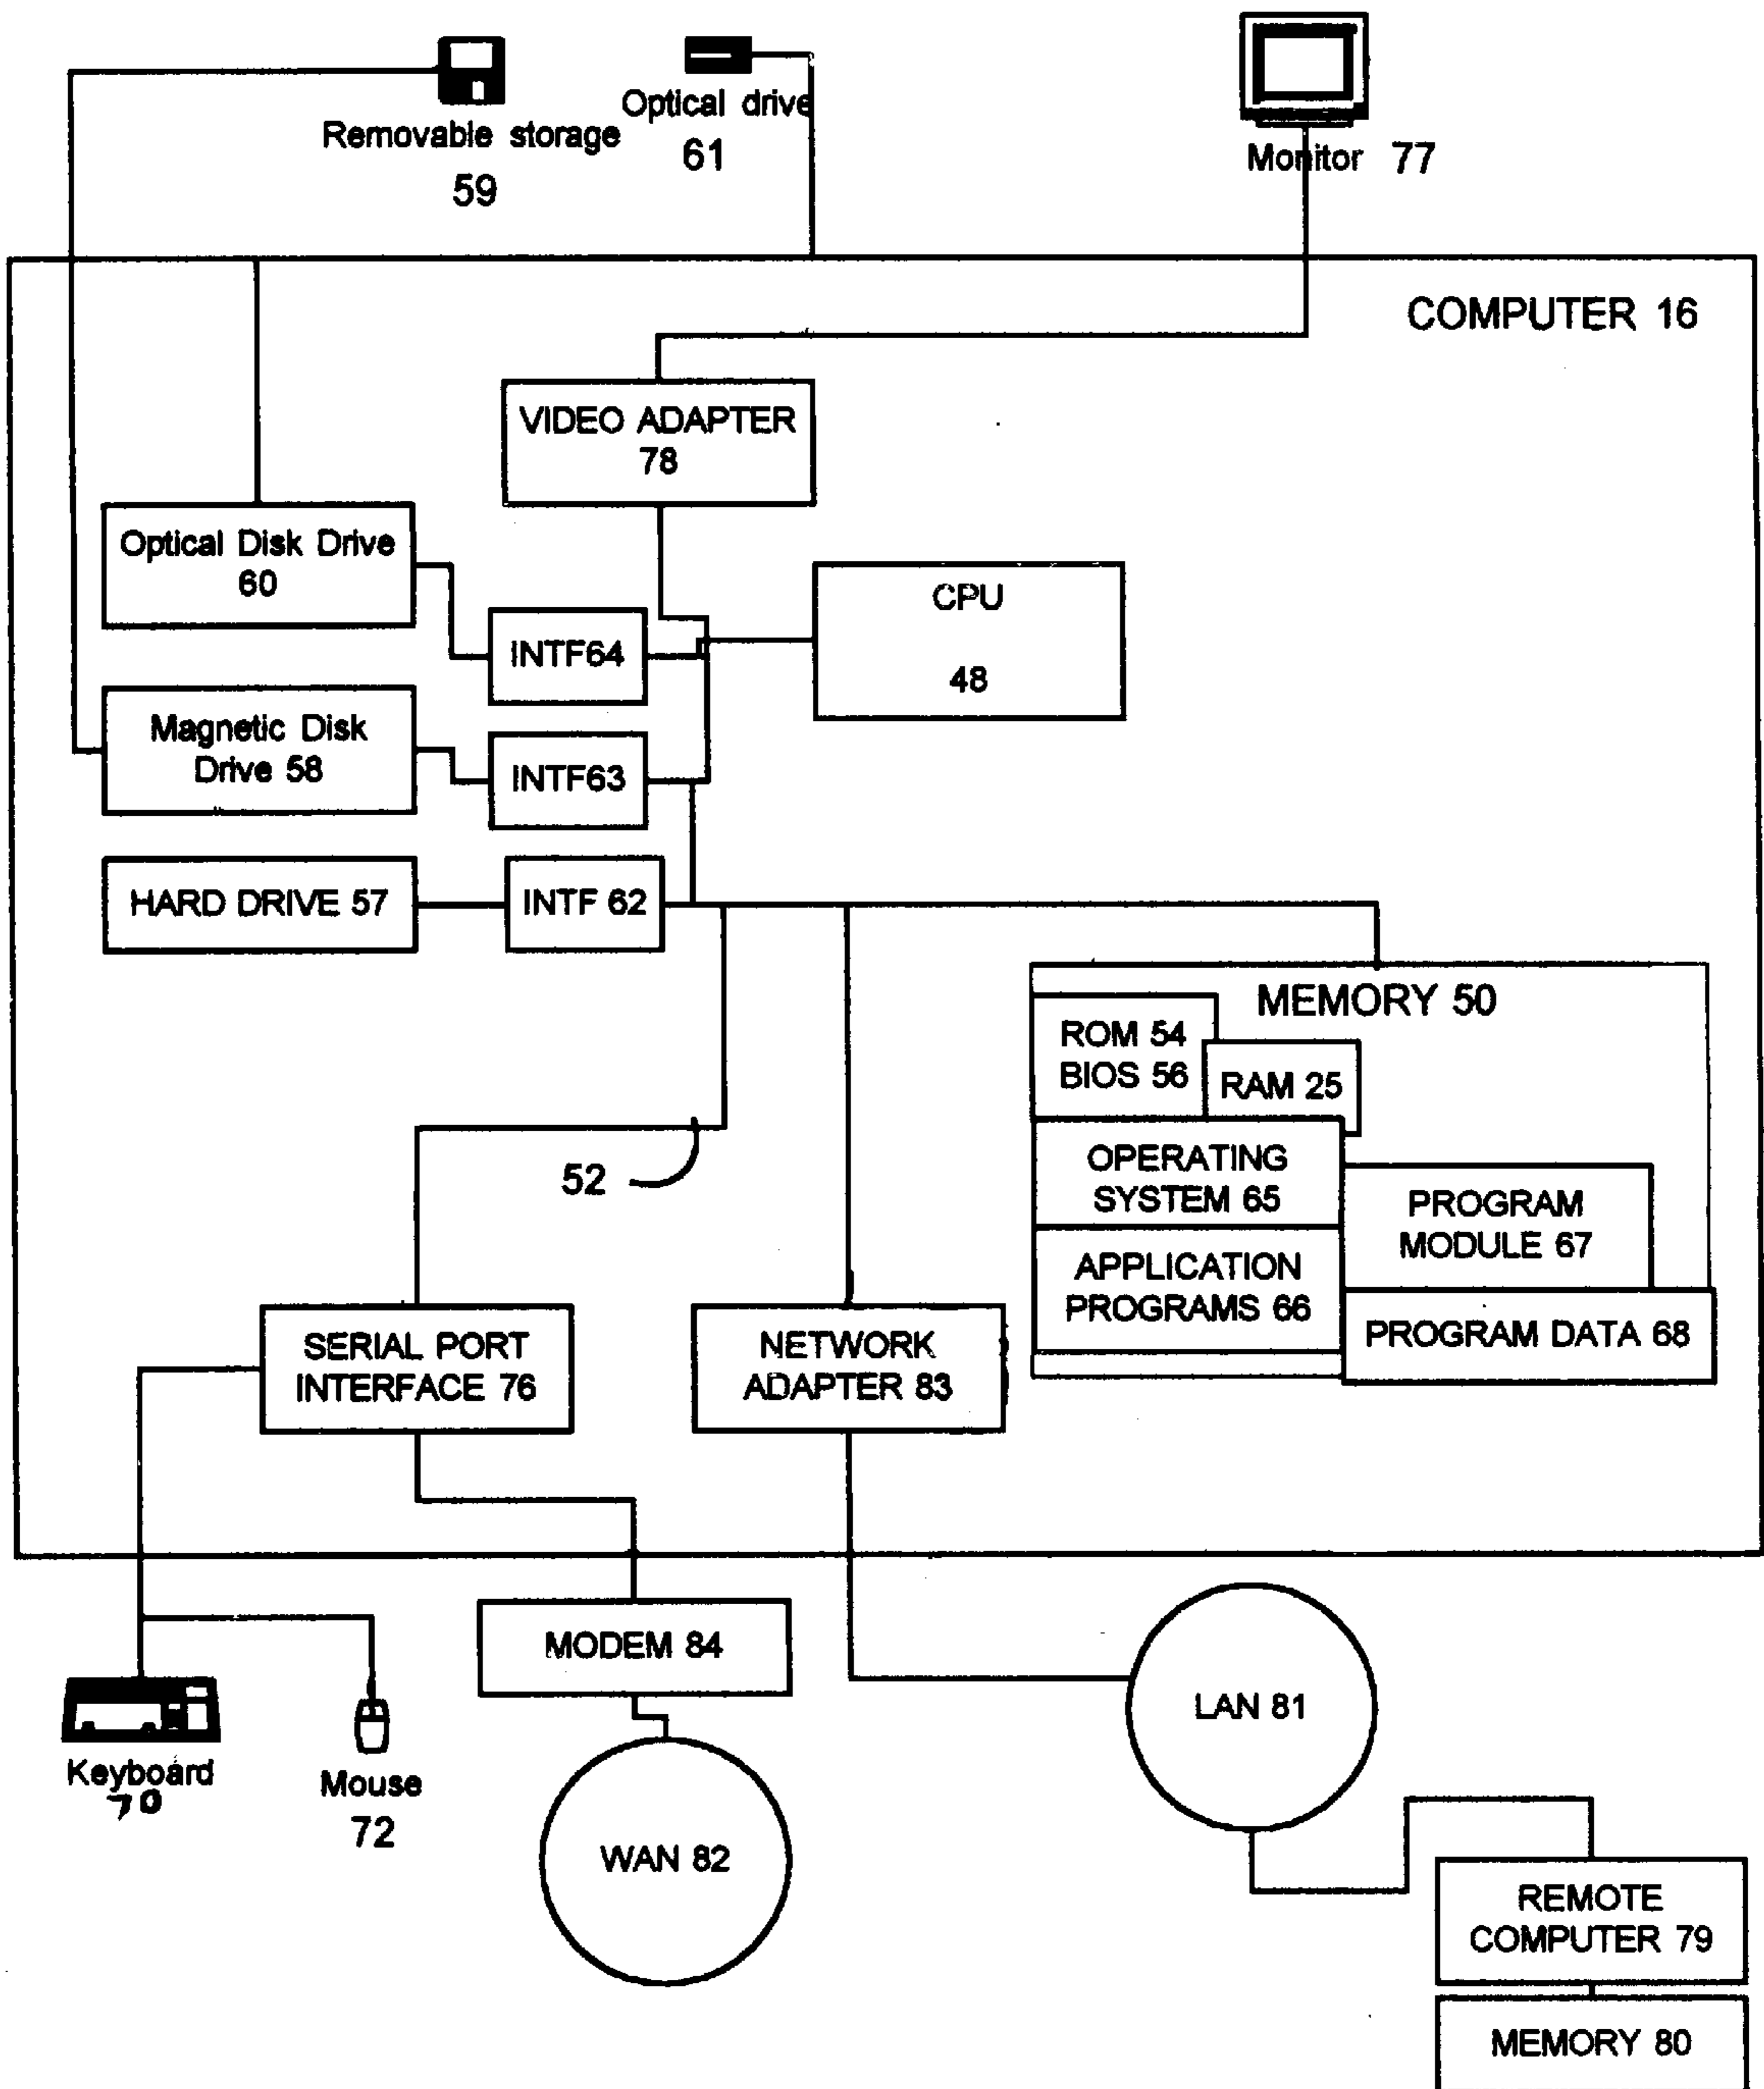 Removable storage
59
Optical drive
61
Monitor 77
COMPUTER 16
VIDEO ADAPTER
78
Optical Disk Drive
60
CPU
48
INTF64
Magnetic Disk
Drive 58
INTF63
HARD DRIVE 57
INTF 62
MEMORY 50
ROM 54
BIOS 56
RAM 25
OPERATING
SYSTEM 65
PROGRAM
MODULE 67
APPLICATION
PROGRAMS 66
PROGRAM DATA 68
52
SERIAL PORT
INTERFACE 76
NETWORK
ADAPTER 83
MODEM 84
LAN 81
Keyboard
70
Mouse
72
WAN 82
REMOTE
COMPUTER 79
MEMORY 80